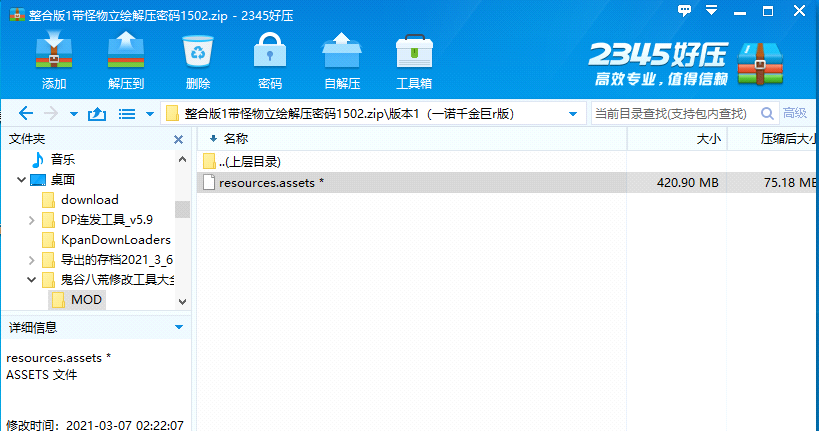 整合版1带怪物立绘解压密码1502.zip - 2345好压
添加 解压到 删除 密码 自解压 工具箱
2345好压
高效专业，值得信赖
整合版1带怪物立绘解压密码1502.zip\版本1（一诺千金巨r版） 当前目录查找(支持包内查找) 高级
文件夹 名称 大小 压缩后大小
音乐
桌面
download
DP连发工具_v5.9
KpanDownLoaders
导出的存档2021_3_6
鬼谷八荒修改工具大全
MOD
..(上层目录)
resources.assets * 420.90 MB 75.18 MB
详细信息
resources.assets *
ASSETS 文件
修改时间：2021-03-07 02:22:07